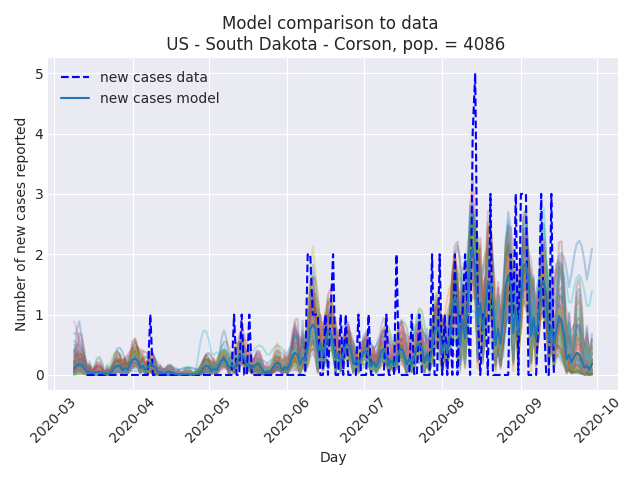 Model comparison to data
US - South Dakota - Corson, pop. = 4086
new cases data
new cases model
Number of new cases reported
5
4
3
2
1
0
2020-03
2020-04
2020-05
2020-06
2020-07
2020-08
2020-09
2020-10
Day